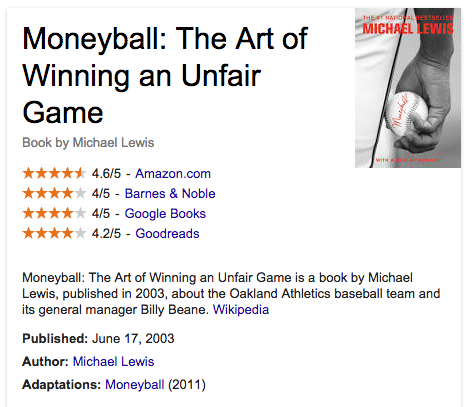 Moneyball: The Art of
Winning an Unfair
Game
Book by Michael Lewis
4.6/5 - Amazon.com
4/5 - Barnes & Noble
4/5 - Google Books
4.2/5 - Goodreads
THE #1 NATIONAL BESTSELLER
MICHAEL LEWIS
Moneyball
Moneyball: The Art of Winning an Unfair Game is a book by Michael
Lewis, published in 2003, about the Oakland Athletics baseball team and
its general manager Billy Beane. Wikipedia
Published: June 17, 2003
Author: Michael Lewis
Adaptations: Moneyball (2011)